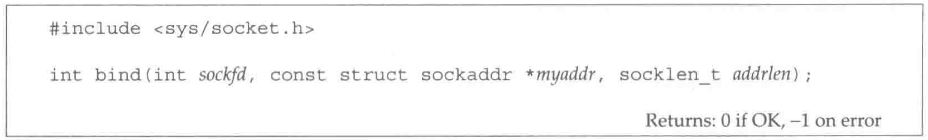 #include <sys/socket.h>
int bind(int sockfd, const struct sockaddr *myaddr, socklen_t addrlen);
Returns: 0 if OK, –1 on error